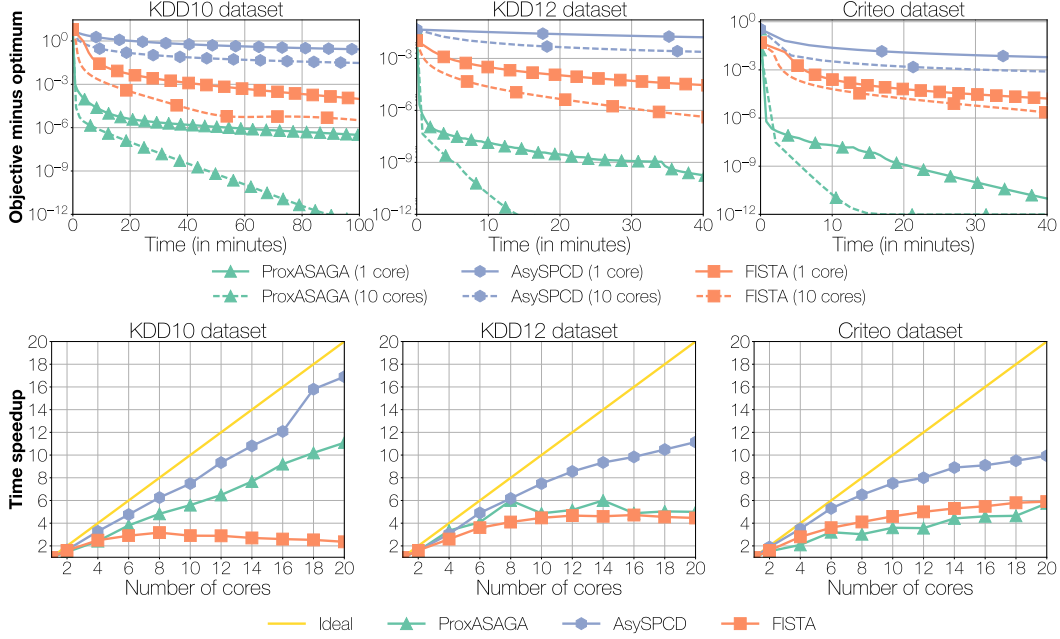 KDD10 dataset
KDD12 dataset
Criteo dataset
Objective minus optimum
10^0
10^−3
10^−6
10^−9
10^−12
0 20 40 60 80 100
Time (in minutes)
10^−3
10^−6
10^−9
10^−12
0 10 20 30 40
Time (in minutes)
10^0
10^−3
10^−6
10^−9
10^−12
0 10 20 30 40
Time (in minutes)
ProxASAGA (1 core)
AsySPCD (1 core)
FISTA (1 core)
ProxASAGA (10 cores)
AsySPCD (10 cores)
FISTA (10 cores)
KDD10 dataset
KDD12 dataset
Criteo dataset
Time speedup
20
18
16
14
12
10
8
6
4
2
2 4 6 8 10 12 14 16 18 20
Number of cores
20
18
16
14
12
10
8
6
4
2
2 4 6 8 10 12 14 16 18 20
Number of cores
20
18
16
14
12
10
8
6
4
2
2 4 6 8 10 12 14 16 18 20
Number of cores
Ideal
ProxASAGA
AsySPCD
FISTA